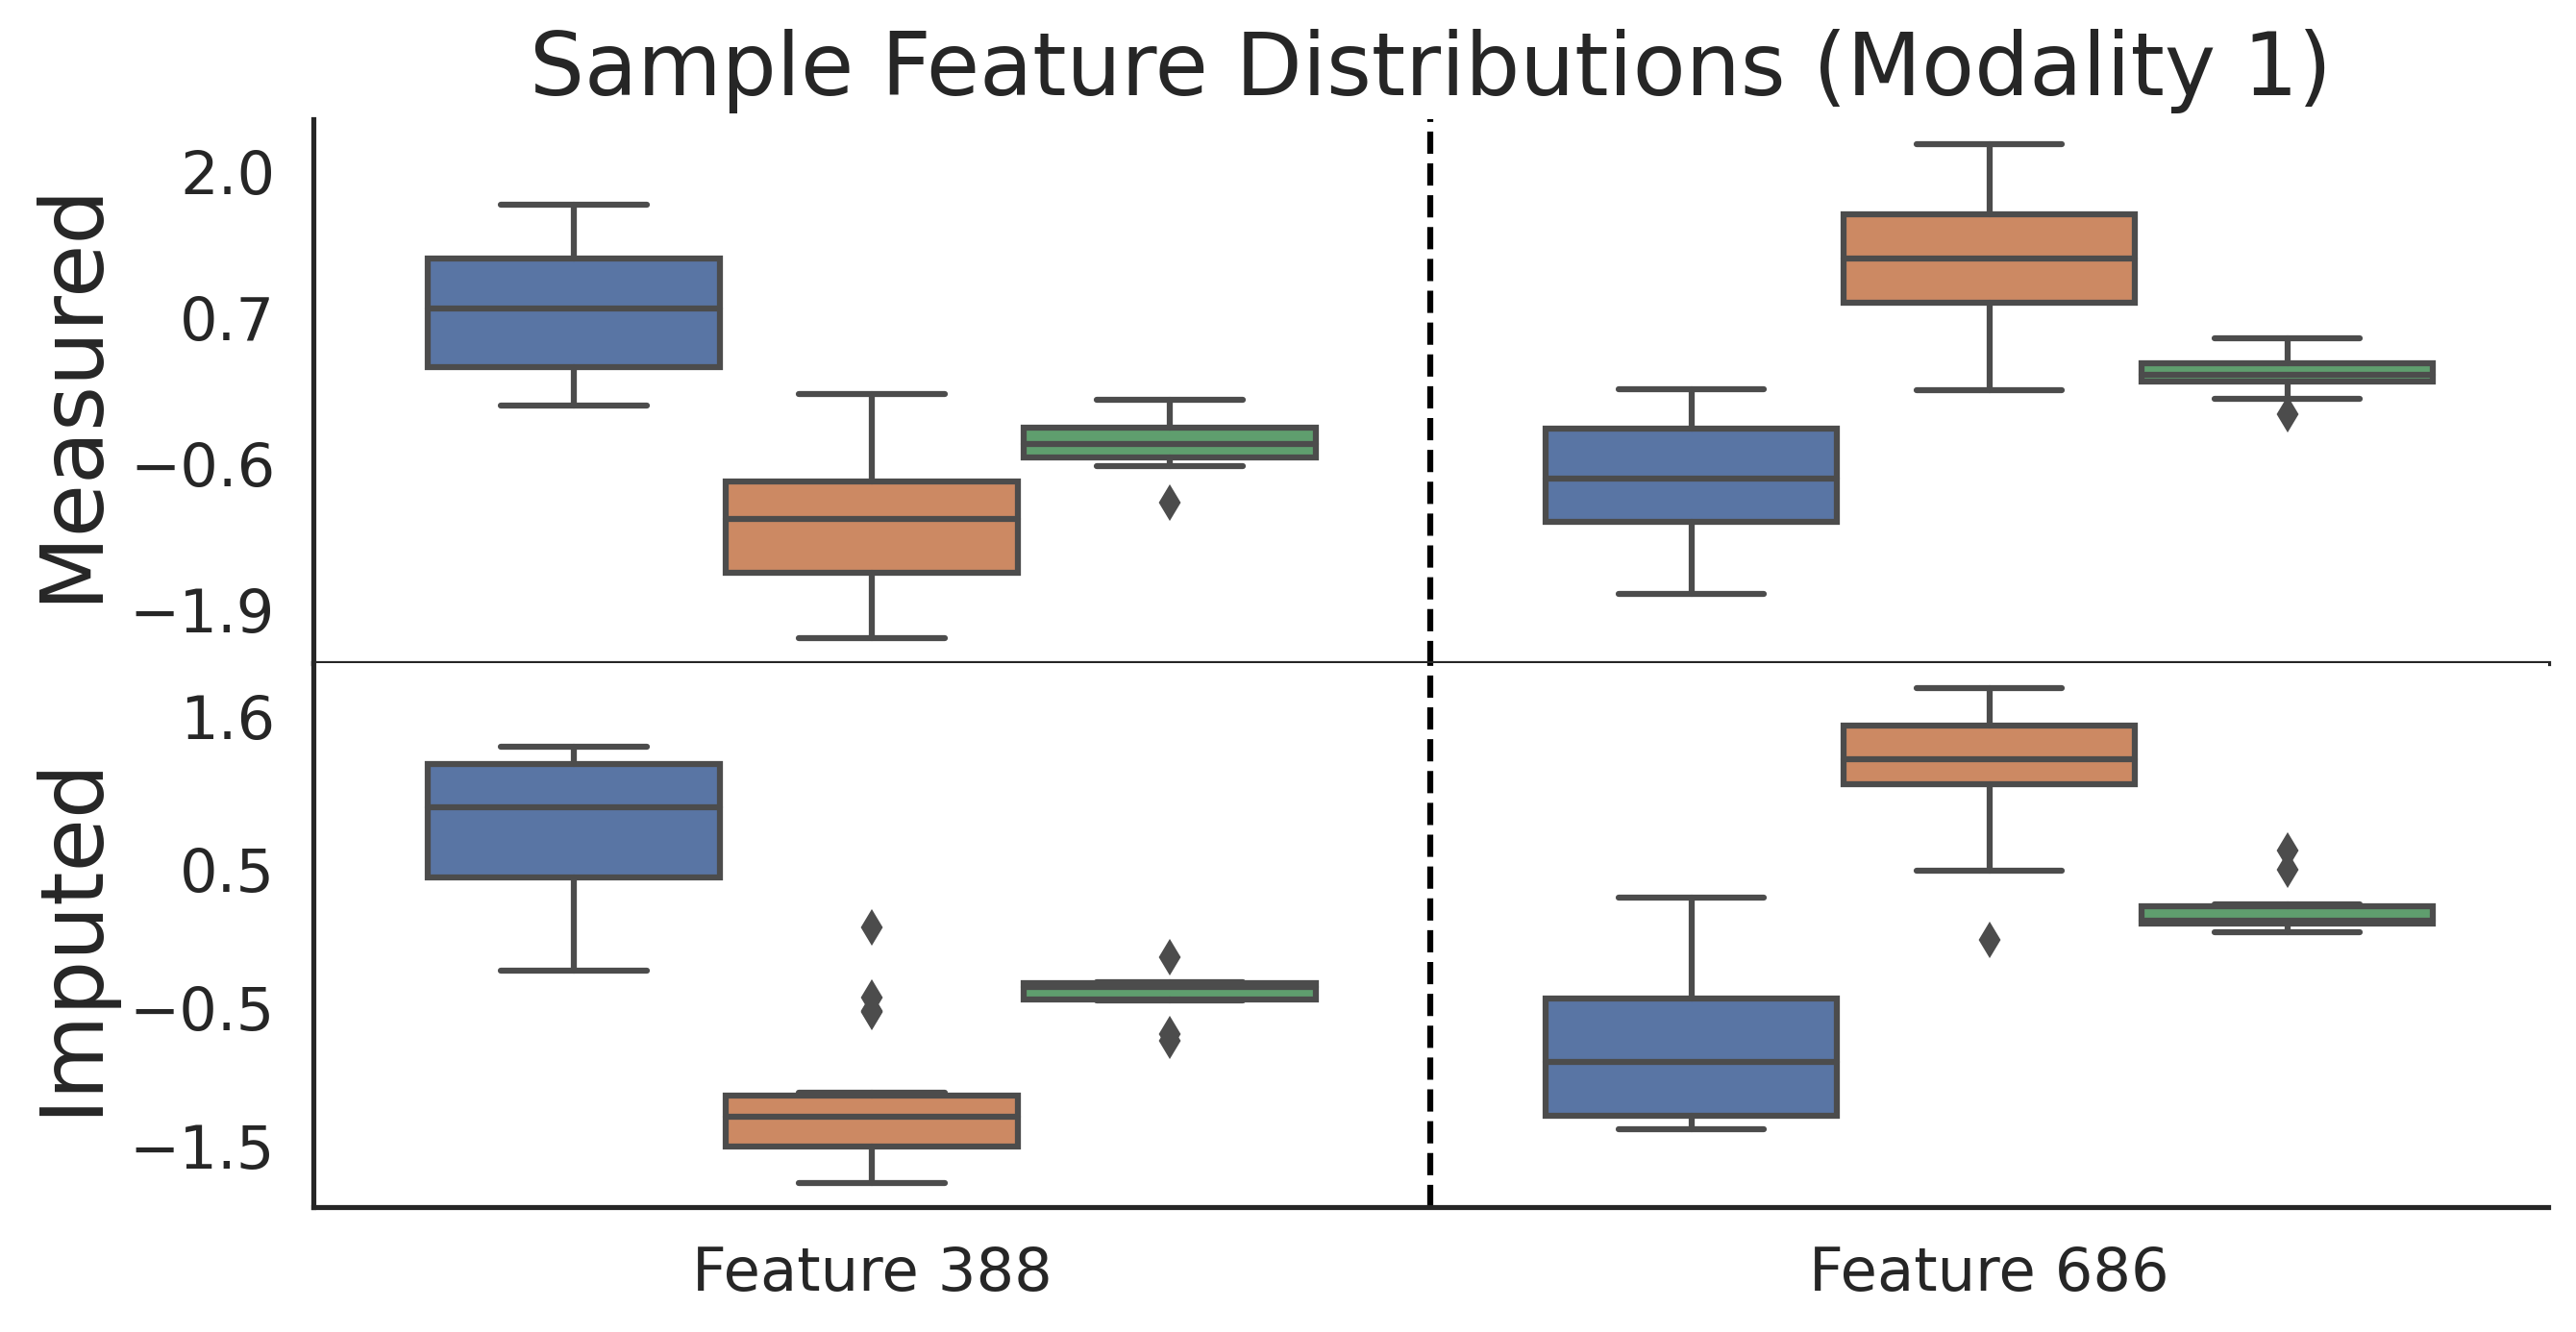 Sample Feature Distributions (Modality 1)
Measured
2.0
0.7
−0.6
−1.9
Imputed
1.6
0.5
−0.5
−1.5
Feature 388
Feature 686